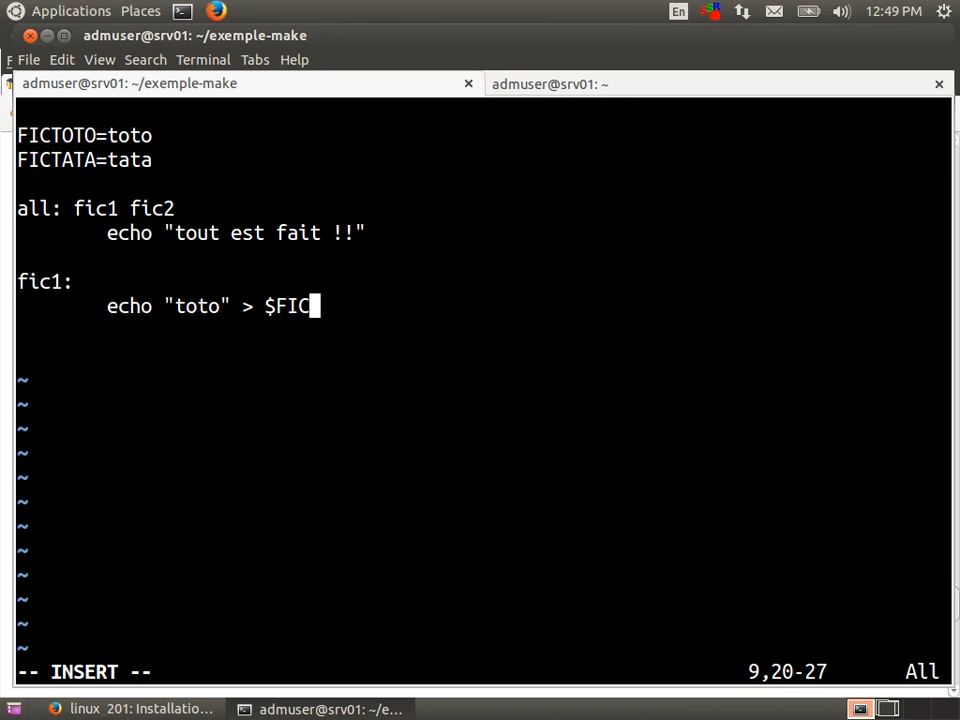 Applications Places En 12:49 PM
admuser@srv01: ~/exemple-make
File Edit View Search Terminal Tabs Help
admuser@srv01: ~/exemple-make × admuser@srv01: ~ ×
FICTOTO=toto
FICTATA=tata
all: fic1 fic2
echo "tout est fait !!"
fic1:
echo "toto" > $FIC
~
~
~
~
~
~
~
~
~
~
~
~
-- INSERT -- 9,20-27 All
linux_201: Installatio... admuser@srv01: ~/e...